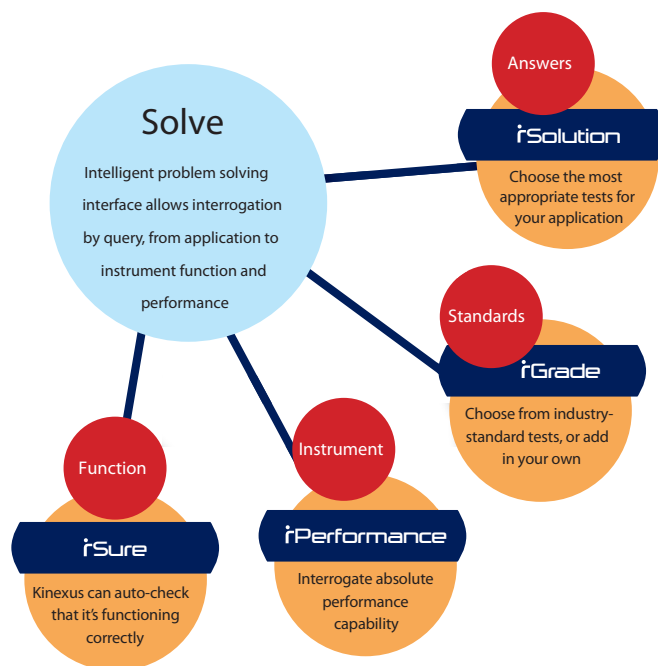 Solve
Intelligent problem solving
interface allows interrogation
by query, from application to
instrument function and
performance
Answers
rSolution
Choose the most
appropriate tests for
your application
Standards
rGrade
Choose from industry-
standard tests, or add
in your own
Instrument
rPerformance
Interrogate absolute
performance
capability
Function
rSure
Kinexus can auto-check
that it's functioning
correctly